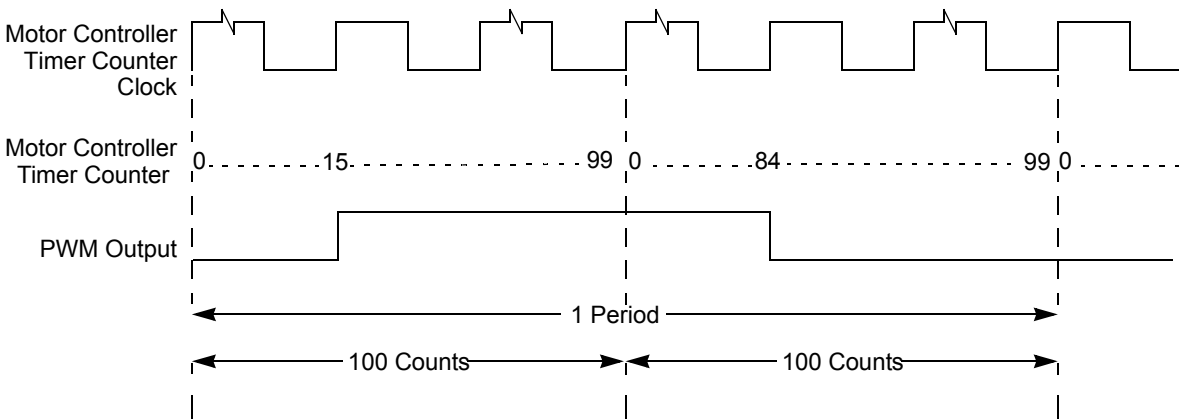 Motor Controller
Timer Counter
Clock
Motor Controller
Timer Counter
0 15 99 0 84 99 0
PWM Output
1 Period
100 Counts 100 Counts